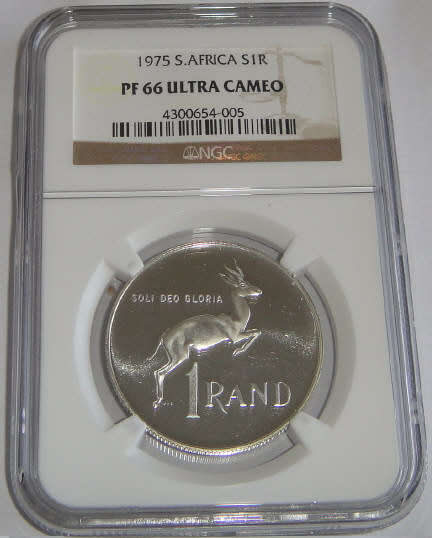 1975 S.AFRICA S1R
PF 66 ULTRA CAMEO
4300654-005
NGC
SOLI DEO GLORIA
1 RAND